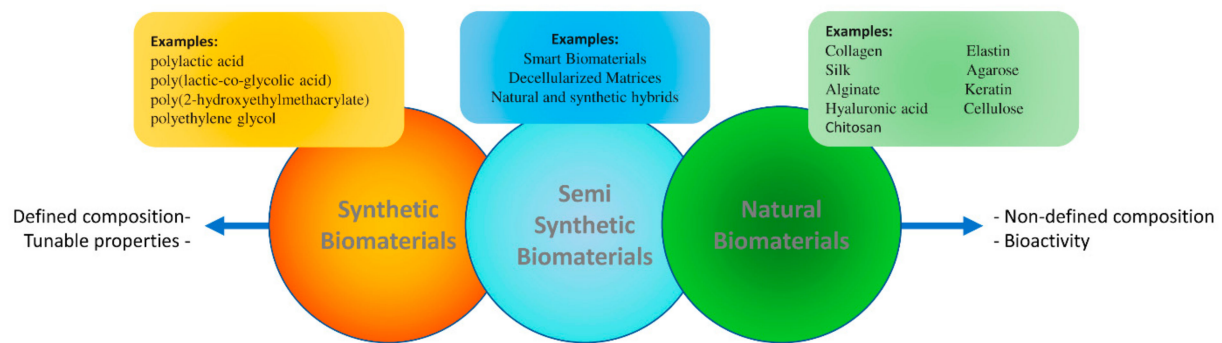 Examples:
polylactic acid
poly(lactic-co-glycolic acid)
poly(2-hydroxyethylmethacrylate)
polyethylene glycol
Examples:
Smart Biomaterials
Decellularized Matrices
Natural and synthetic hybrids
Examples:
Collagen
Silk
Alginate
Hyaluronic acid
Chitosan
Elastin
Agarose
Keratin
Cellulose
Defined composition-
Tunable properties -
Synthetic
Biomaterials
Semi
Synthetic
Biomaterials
Natural
Biomaterials
- Non-defined composition
- Bioactivity